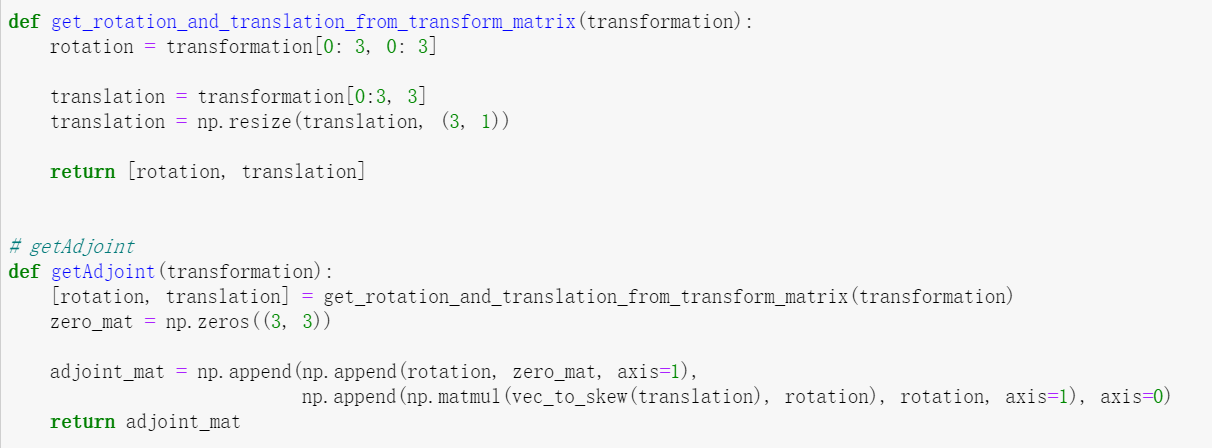 def get_rotation_and_translation_from_transform_matrix(transformation):
    rotation = transformation[0: 3, 0: 3]

    translation = transformation[0:3, 3]
    translation = np.resize(translation, (3, 1))

    return [rotation, translation]


# getAdjoint
def getAdjoint(transformation):
    [rotation, translation] = get_rotation_and_translation_from_transform_matrix(transformation)
    zero_mat = np.zeros((3, 3))

    adjoint_mat = np.append(np.append(rotation, zero_mat, axis=1),
                            np.append(np.matmul(vec_to_skew(translation), rotation), rotation, axis=1), axis=0)
    return adjoint_mat